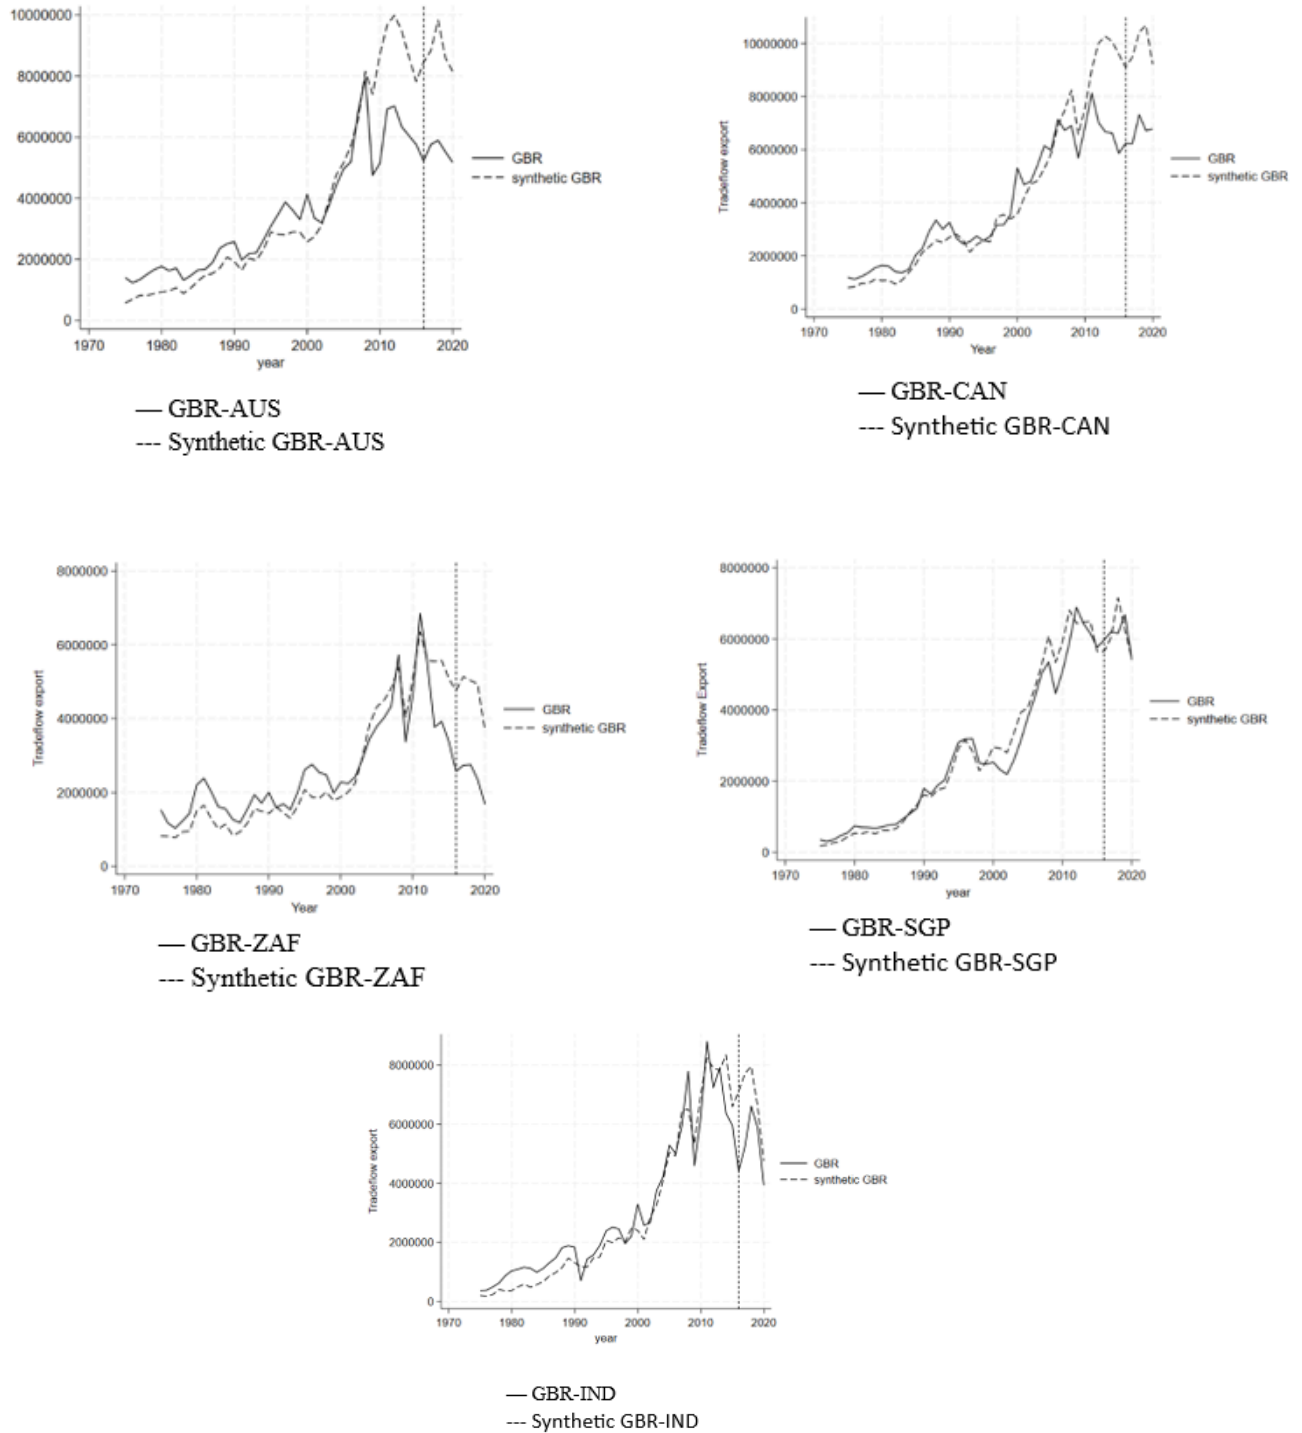 10000000
8000000
6000000
4000000
2000000
0
1970 1980 1990 2000 2010 2020
year
GBR
synthetic GBR
— GBR-AUS
--- Synthetic GBR-AUS
Tradeflow export
10000000
8000000
6000000
4000000
2000000
0
1970 1980 1990 2000 2010 2020
Year
GBR
synthetic GBR
— GBR-CAN
--- Synthetic GBR-CAN
Tradeflow export
8000000
6000000
4000000
2000000
0
1970 1980 1990 2000 2010 2020
Year
GBR
synthetic GBR
— GBR-ZAF
--- Synthetic GBR-ZAF
Tradeflow Export
8000000
6000000
4000000
2000000
0
1970 1980 1990 2000 2010 2020
year
GBR
synthetic GBR
— GBR-SGP
--- Synthetic GBR-SGP
Tradeflow export
8000000
6000000
4000000
2000000
0
1970 1980 1990 2000 2010 2020
year
GBR
synthetic GBR
— GBR-IND
--- Synthetic GBR-IND